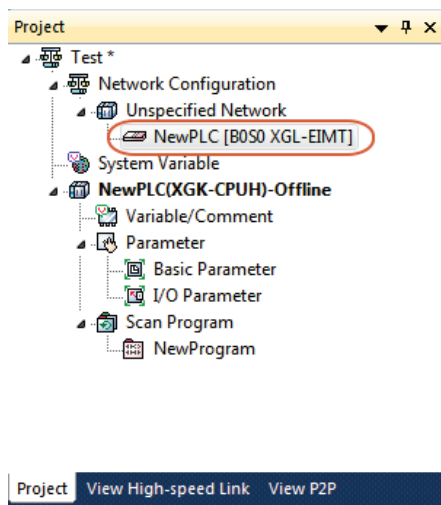 Project
Test *
Network Configuration
Unspecified Network
NewPLC [B0S0 XGL-EIMT]
System Variable
NewPLC(XGK-CPUH)-Offline
Variable/Comment
Parameter
Basic Parameter
I/O Parameter
Scan Program
NewProgram
Project View High-speed Link View P2P